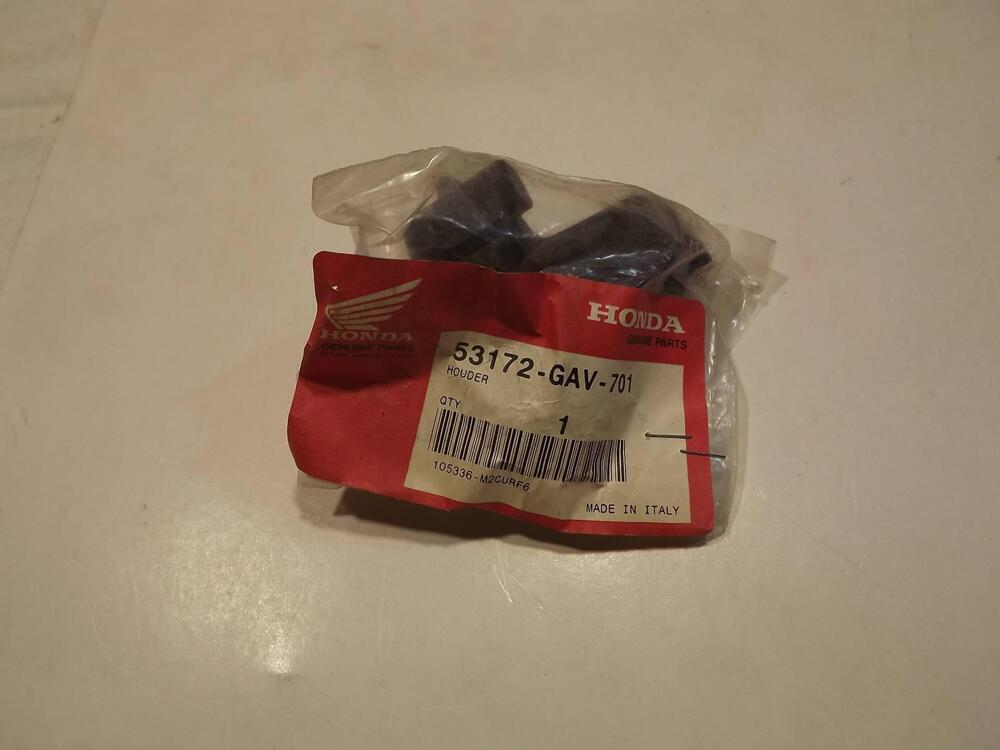 HONDA
GENUINE PARTS
HONDA
GENUINE PARTS
53172-GAV-701
HOUDER
QTY
1
105336-M2CURF6
MADE IN ITALY